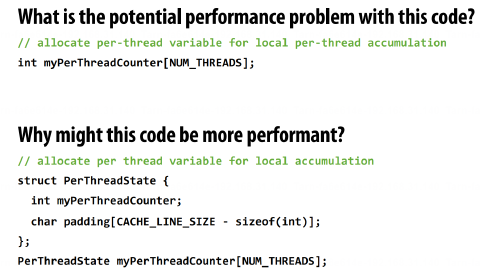 What is the potential performance problem with this code?
// allocate per-thread variable for local per-thread accumulation
int myPerThreadCounter[NUM_THREADS];
Why might this code be more performant?
// allocate per thread variable for local accumulation
struct PerThreadState {
int myPerThreadCounter;
char padding[CACHE_LINE_SIZE - sizeof(int)];
};
PerThreadState myPerThreadCounter[NUM_THREADS];